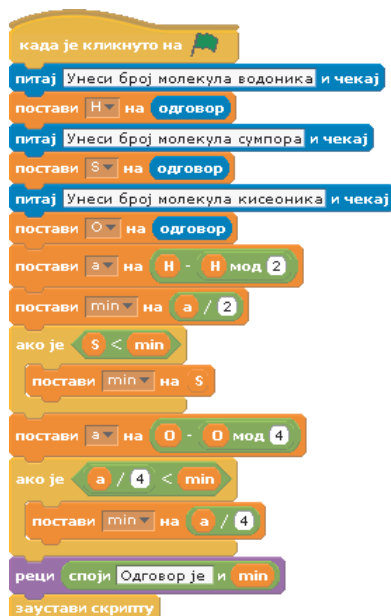 када је кликнуто на
питај Унеси број молекула водоника и чекај
постави H на одговор
питај Унеси број молекула сумпора и чекај
постави S на одговор
питај Унеси број молекула кисеоника и чекај
постави O на одговор
постави a на H - H мод 2
постави min на a / 2
ако је S < min
постави min на S
постави a на O - O мод 4
ако је a / 4 < min
постави min на a / 4
реци споји Одговор је и min
заустави скрипту